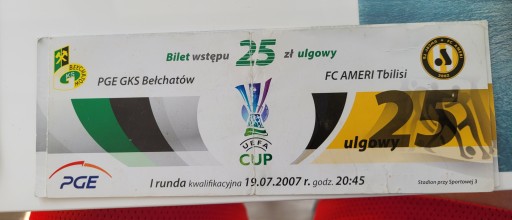 Bilet wstępu 25 zł ulgowy
PGE GKS Bełchatów
FC AMERI Tbilisi
25
ulgowy
UEFA
CUP
PGE
I runda kwalifikacyjna 19.07.2007 r. godz. 20:45
Stadion przy Sportowej 3